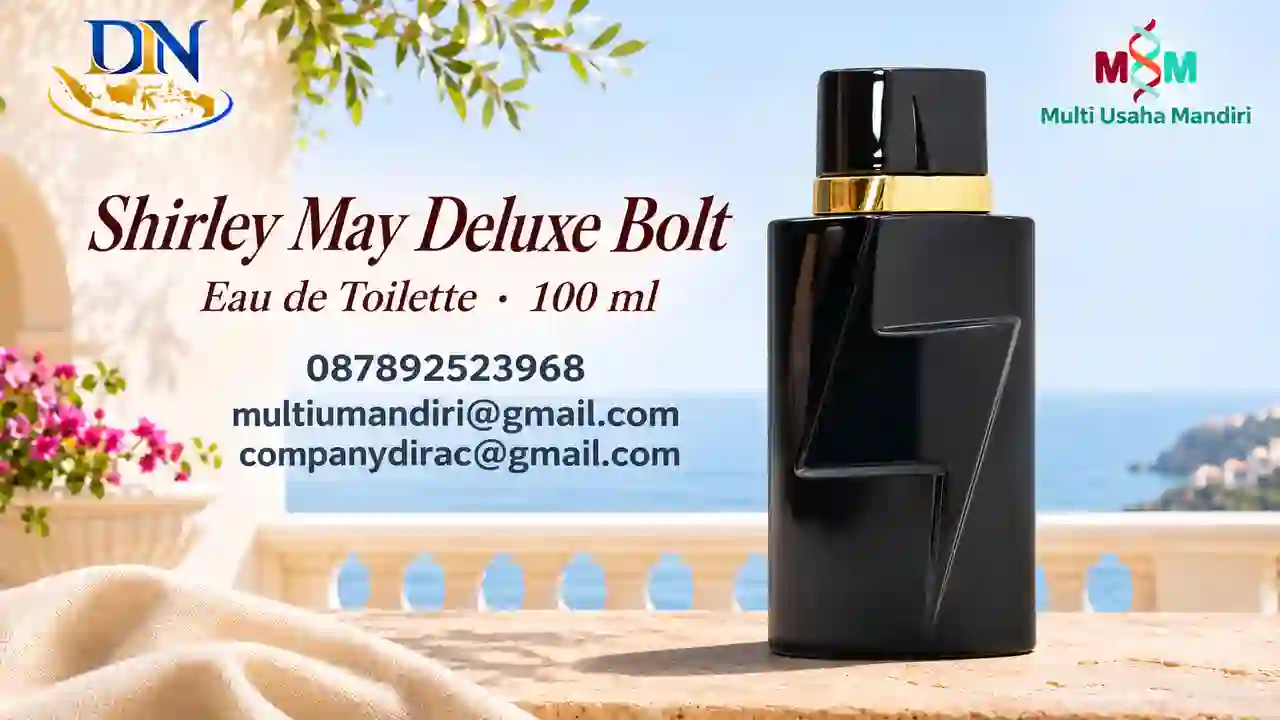 DN
MSM
Multi Usaha Mandiri
Shirley May Deluxe Bolt
Eau de Toilette • 100 ml
087892523968
multiumandiri@gmail.com
companydirac@gmail.com